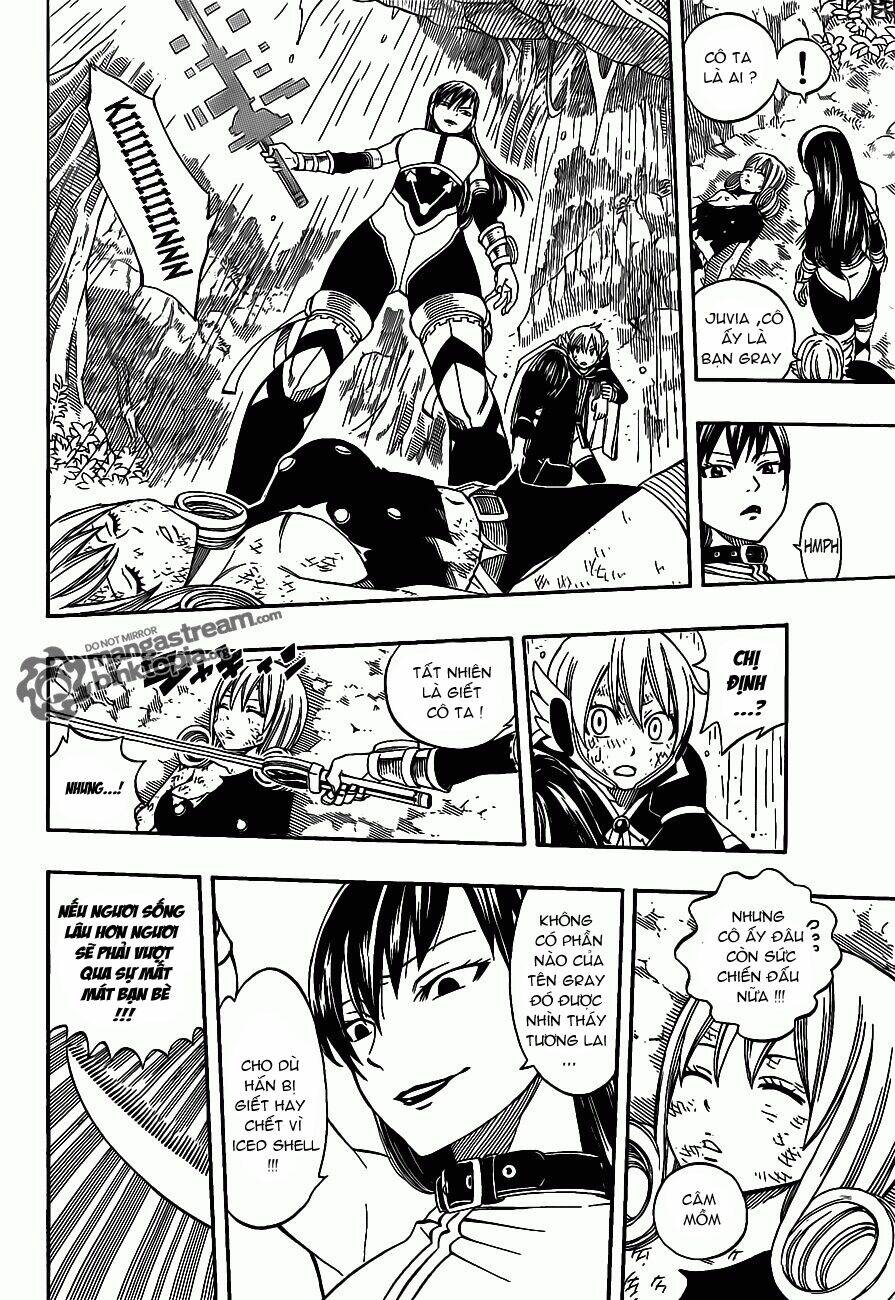 CÔ TA
LÀ AI ?
!
JUVIA ,CÔ
ẤY LÀ
BẠN GRAY
KIIIIIIIIIIINNN
HMPH
CHỊ
ĐỊNH
...?
TẤT NHIÊN
LÀ GIẾT
CÔ TA !
NHƯNG...!
DO NOT MIRROR
mangastream.com
NHƯNG
CÔ ẤY ĐÂU
CÒN SỨC
CHIẾN ĐẤU
NỮA !!!
CÂM
MỒM
KHÔNG
CÓ PHẦN
NÀO CỦA
TÊN GRAY
ĐÓ ĐƯỢC
NHÌN THÁY
TƯƠNG LAI
...
CHO DÙ
HẮN BỊ
GIẾT HAY
CHẾT VÌ
ICED SHELL
!!!
NẾU NGƯƠI SỐNG
LÂU HƠN NGƯƠI
SẼ PHẢI VƯỢT
QUA SỰ MẤT
MÁT BẠN BÈ
!!!